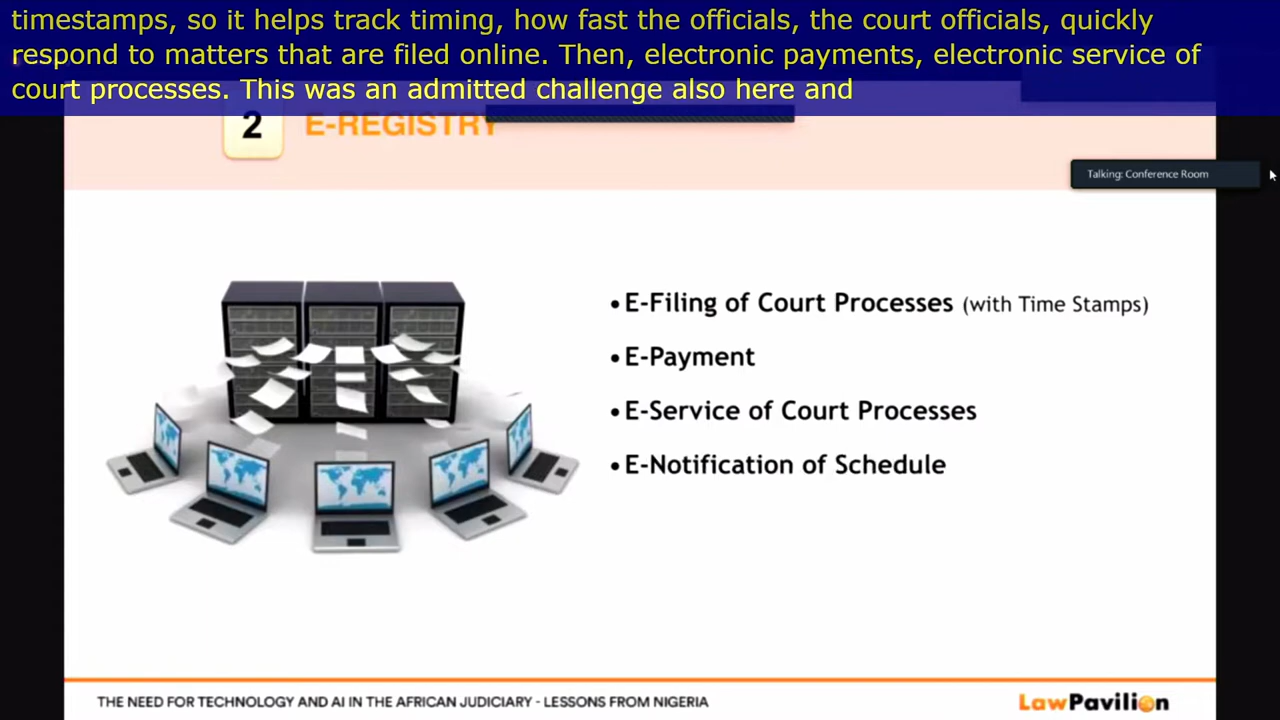 timestamps, so it helps track timing, how fast the officials, the court officials, quickly
respond to matters that are filed online. Then, electronic payments, electronic service of
court processes. This was an admitted challenge also here and
2 E-REGISTRY
Talking: Conference Room
• E-Filing of Court Processes (with Time Stamps)
• E-Payment
• E-Service of Court Processes
• E-Notification of Schedule
THE NEED FOR TECHNOLOGY AND AI IN THE AFRICAN JUDICIARY - LESSONS FROM NIGERIA
LawPavilion